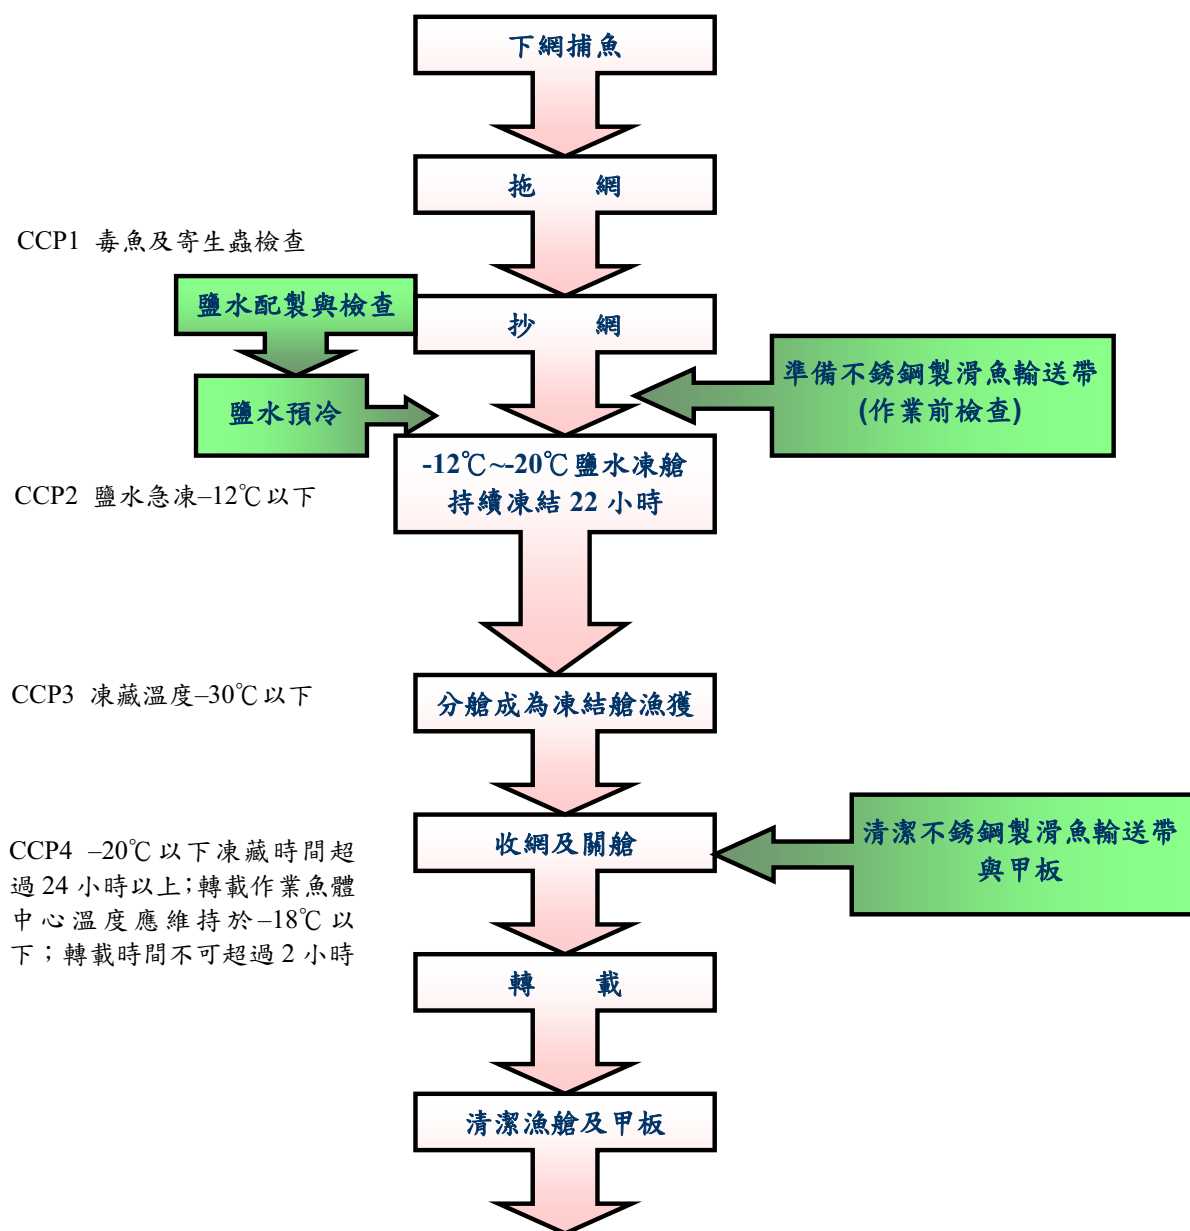 下網捕魚
拖 網
CCP1 毒魚及寄生蟲檢查
鹽水配製與檢查
抄 網
準備不銹鋼製滑魚輸送帶
(作業前檢查)
鹽水預冷
-12℃~-20℃鹽水凍艙
持續凍結 22 小時
CCP2 鹽水急凍–12℃以下
CCP3 凍藏溫度–30℃以下
分艙成為凍結艙漁獲
收網及關艙
清潔不銹鋼製滑魚輸送帶
與甲板
CCP4 –20℃以下凍藏時間超
過 24 小時以上；轉載作業魚體
中心溫度應維持於–18℃以
下；轉載時間不可超過 2 小時
轉 載
清潔漁艙及甲板